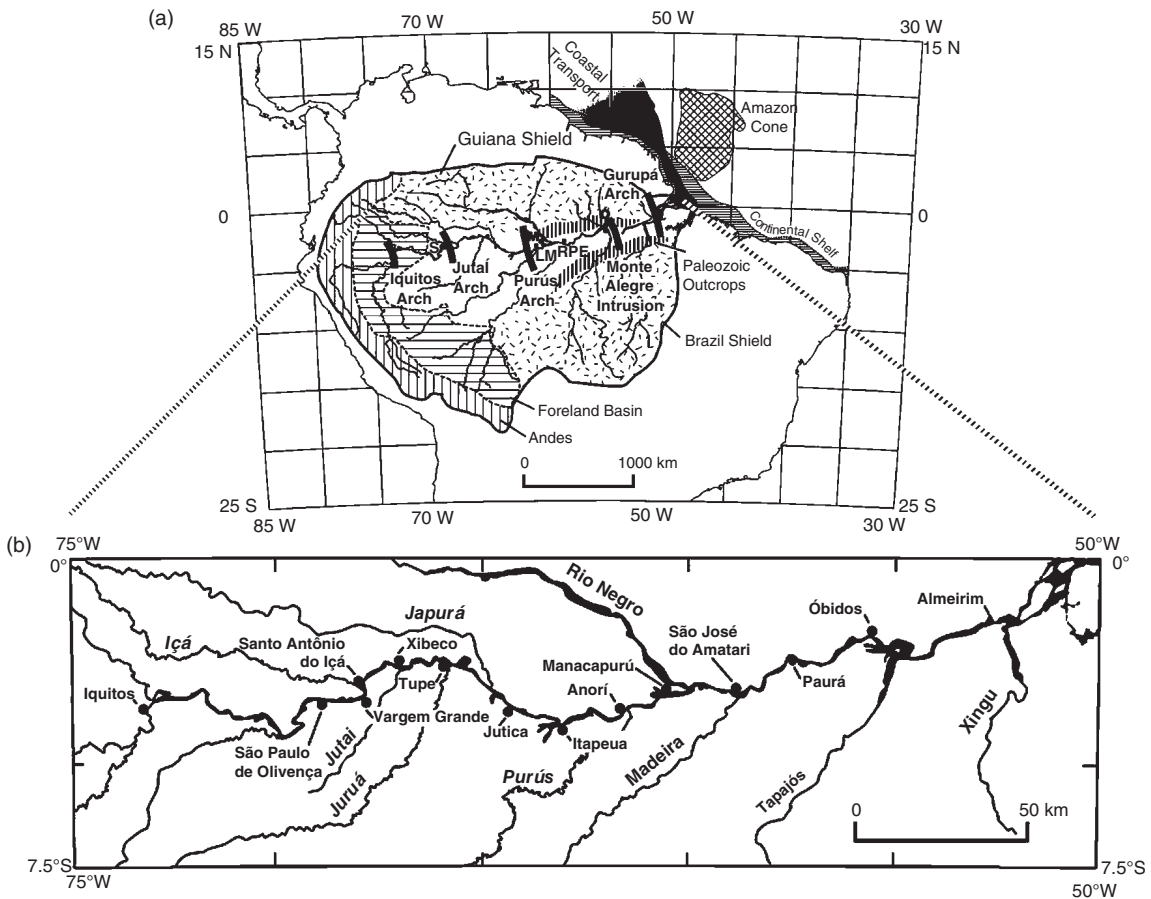 (a)
85 W
70 W
50 W
30 W
15 N
15 N
Coastal
Transport
Amazon
Cone
Guiana Shield
Gurupá
Arch
0
0
Continental Shelf
LMRPE
Iquitos
Arch
Jutaí
Arch
Purús
Arch
Monte
Alegre
Intrusion
Paleozoic
Outcrops
Brazil Shield
Foreland Basin
Andes
0
1000 km
25 S
25 S
85 W
70 W
50 W
30 W
(b)
75°W
50°W
0°
0°
Rio Negro
Japurá
Içá
Santo Antônio
do Içá
Xibeco
Tupe
Iquitos
Vargem Grande
São Paulo
de Olivença
Jutai
Juruá
Jutica
Itapeua
Anorí
Manacapurú
São José
do Amatari
Purús
Madeira
Óbidos
Paurá
Almeirim
Tapajós
Xingu
0
50 km
7.5°S
7.5°S
75°W
50°W